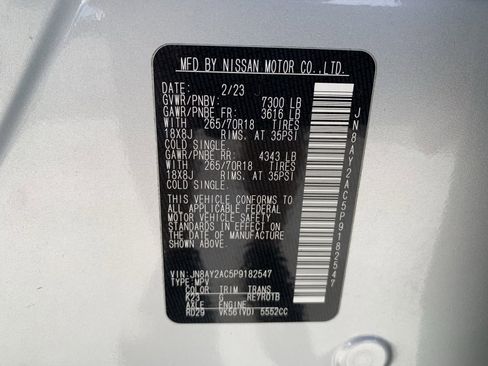 MFD BY NISSAN MOTOR CO.,LTD.
DATE: 2/23
GVWR/PNBV: 7300 LB
GAWR/PNBE FR: 3616 LB
WITH 265/70R18 TIRES
18X8J RIMS, AT 35PSI
COLD SINGLE
GAWR/PNBE RR: 4343 LB
WITH 265/70R18 TIRES
18X8J RIMS, AT 35PSI
COLD SINGLE
THIS VEHICLE CONFORMS
TO ALL APPLICABLE FEDERAL
MOTOR VEHICLE SAFETY
STANDARDS IN EFFECT ON
THE DATE OF MANUFACTURE
SHOWN ABOVE.
VIN: JN8AY2AC5P9182547
TYPE: MPV
COLOR TRIM TRANS
K23 G RE7R01B
AXLE ENGINE
RD29 VK56(VD) 5552CC
JN8AY2AC5P9182547